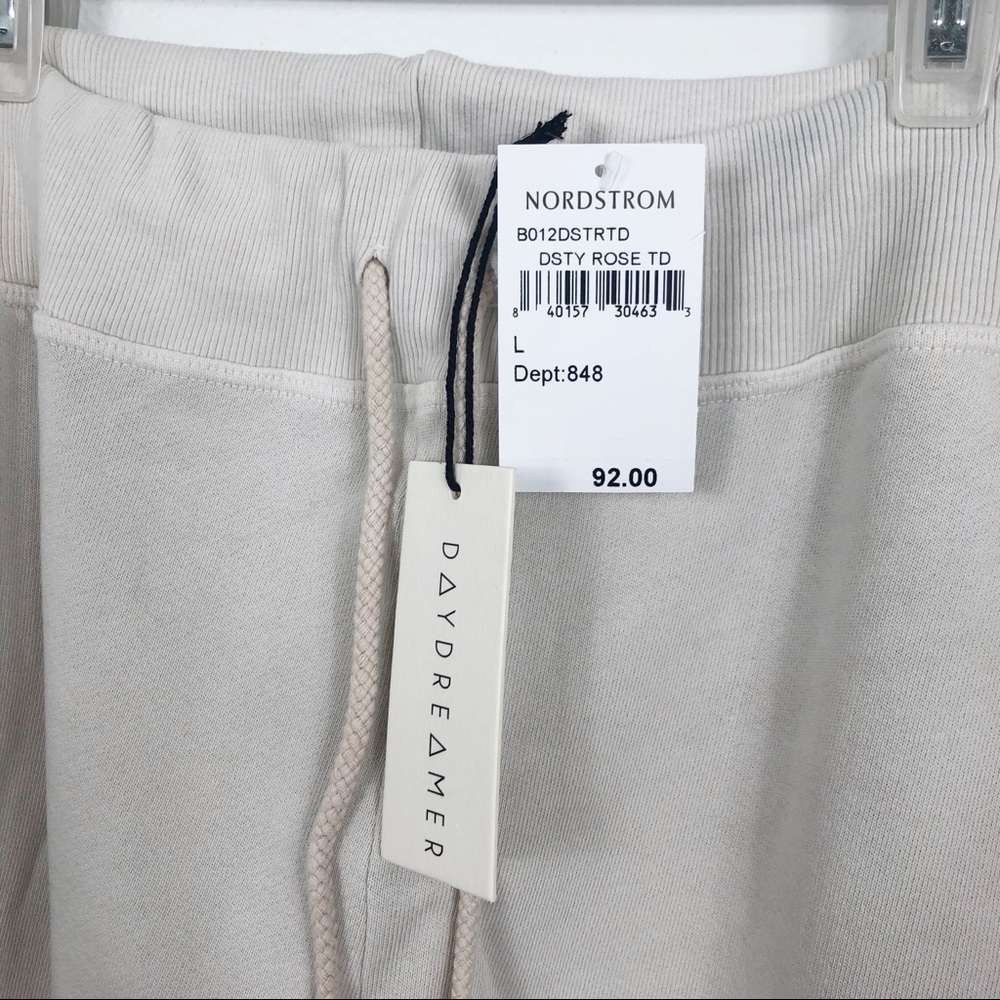 NORDSTROM
B012DSTRTD
DSTY ROSE TD
8 40157 30463 3
L
Dept:848
92.00
DAYDREAMER